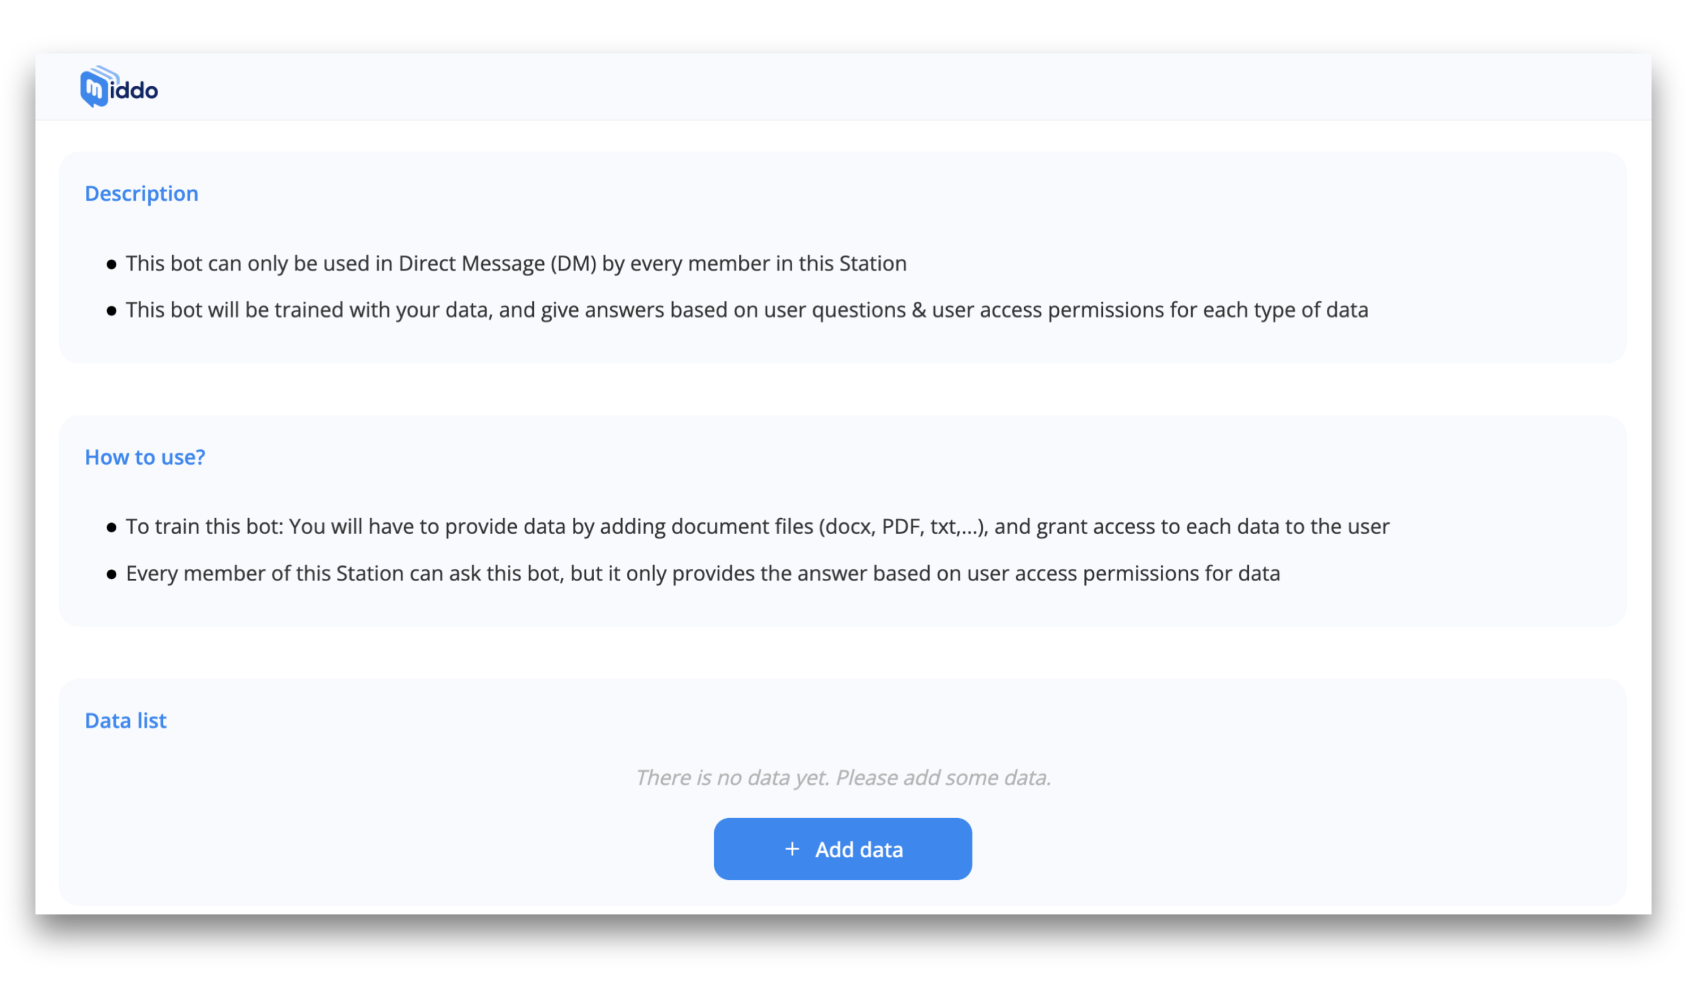 middo
Description
This bot can only be used in Direct Message (DM) by every member in this Station
This bot will be trained with your data, and give answers based on user questions & user access permissions for each type of data
How to use?
To train this bot: You will have to provide data by adding document files (docx, PDF, txt,...), and grant access to each data to the user
Every member of this Station can ask this bot, but it only provides the answer based on user access permissions for data
Data list
There is no data yet. Please add some data.
+ Add data